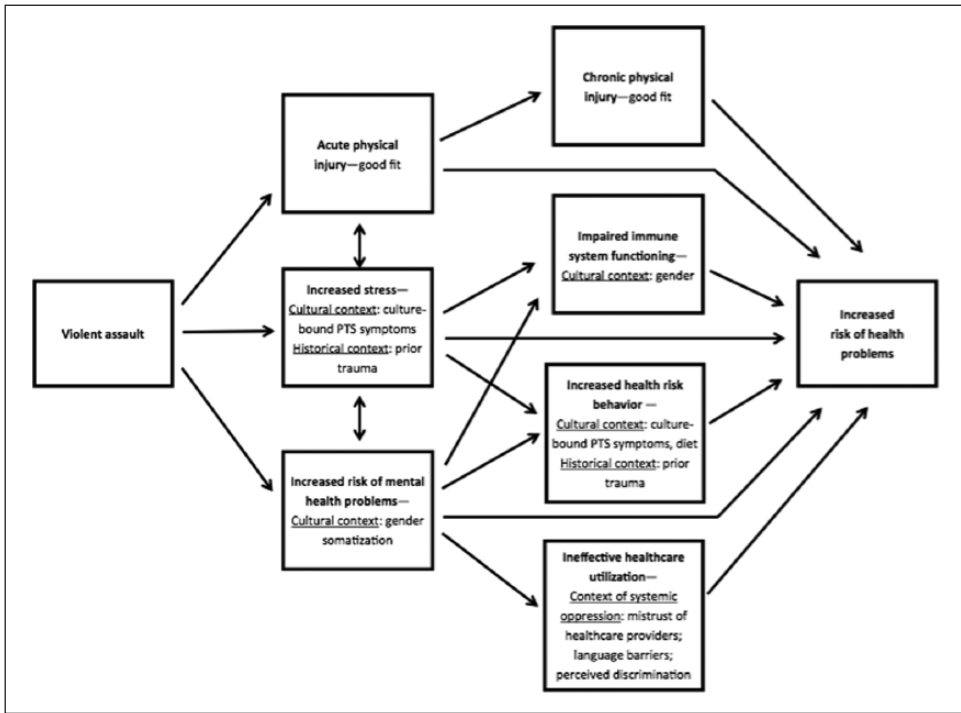 Violent assault
Acute physical
injury—good fit
Increased stress—
Cultural context: culture-
bound PTS symptoms
Historical context: prior
trauma
Increased risk of mental
health problems—
Cultural context: gender
somatization
Chronic physical
injury—good fit
Impaired immune
system functioning—
Cultural context: gender
Increased health risk
behavior —
Cultural context: culture-
bound PTS symptoms, diet
Historical context: prior
trauma
Ineffective healthcare
utilization—
Context of systemic
oppression: mistrust of
healthcare providers;
language barriers;
perceived discrimination
Increased
risk of health
problems